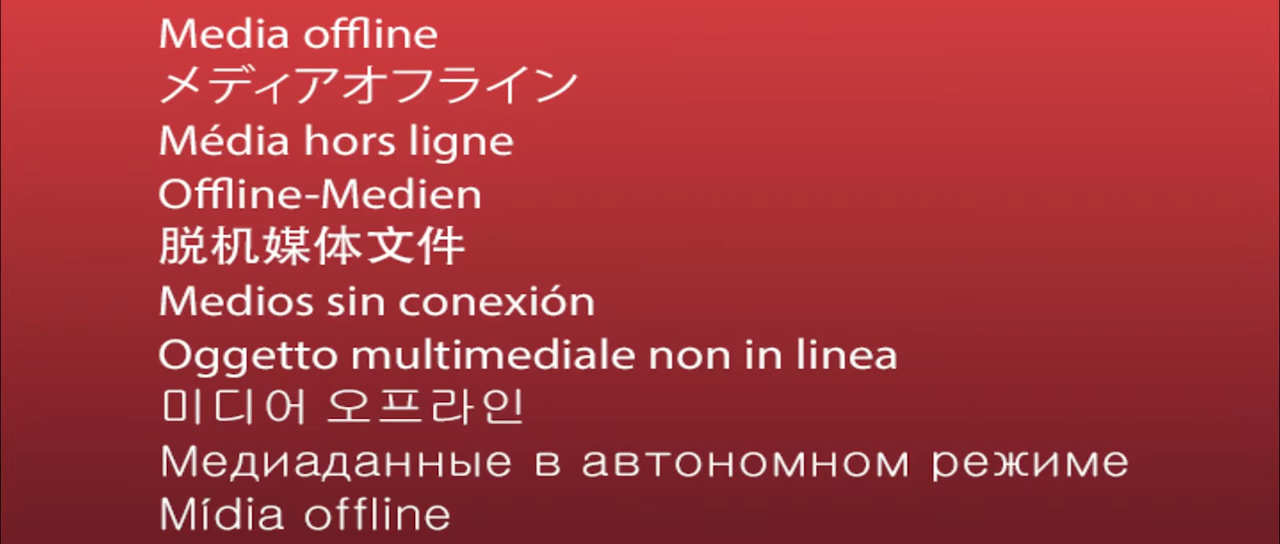 Media offline
メディアオフライン
Média hors ligne
Offline-Medien
脱机媒体文件
Medios sin conexión
Oggetto multimediale non in linea
미디어 오프라인
Медиаданные в автономном режиме
Mídia offline